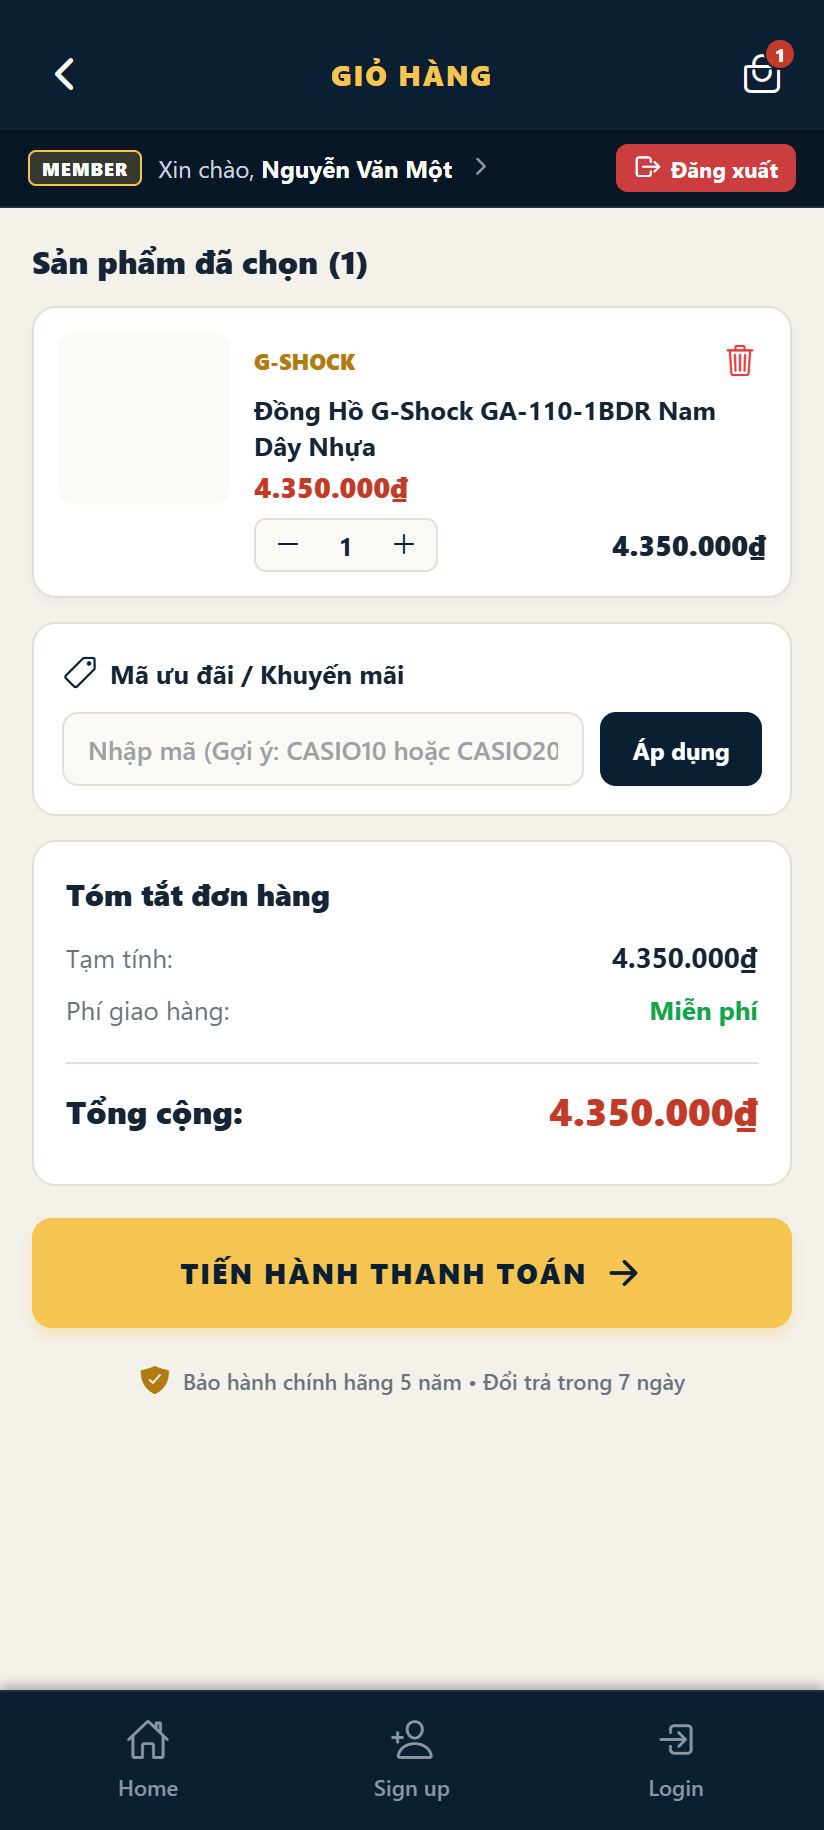 GIỎ HÀNG
1
MEMBER Xin chào, Nguyễn Văn Một
Đăng xuất
Sản phẩm đã chọn (1)
G-SHOCK
Đồng Hồ G-Shock GA-110-1BDR Nam
Dây Nhựa
4.350.000₫
1
4.350.000₫
Mã ưu đãi / Khuyến mãi
Nhập mã (Gợi ý: CASIO10 hoặc CASIO20
Áp dụng
Tóm tắt đơn hàng
Tạm tính: 4.350.000₫
Phí giao hàng: Miễn phí
Tổng cộng: 4.350.000₫
TIẾN HÀNH THANH TOÁN
Bảo hành chính hãng 5 năm • Đổi trả trong 7 ngày
Home
Sign up
Login